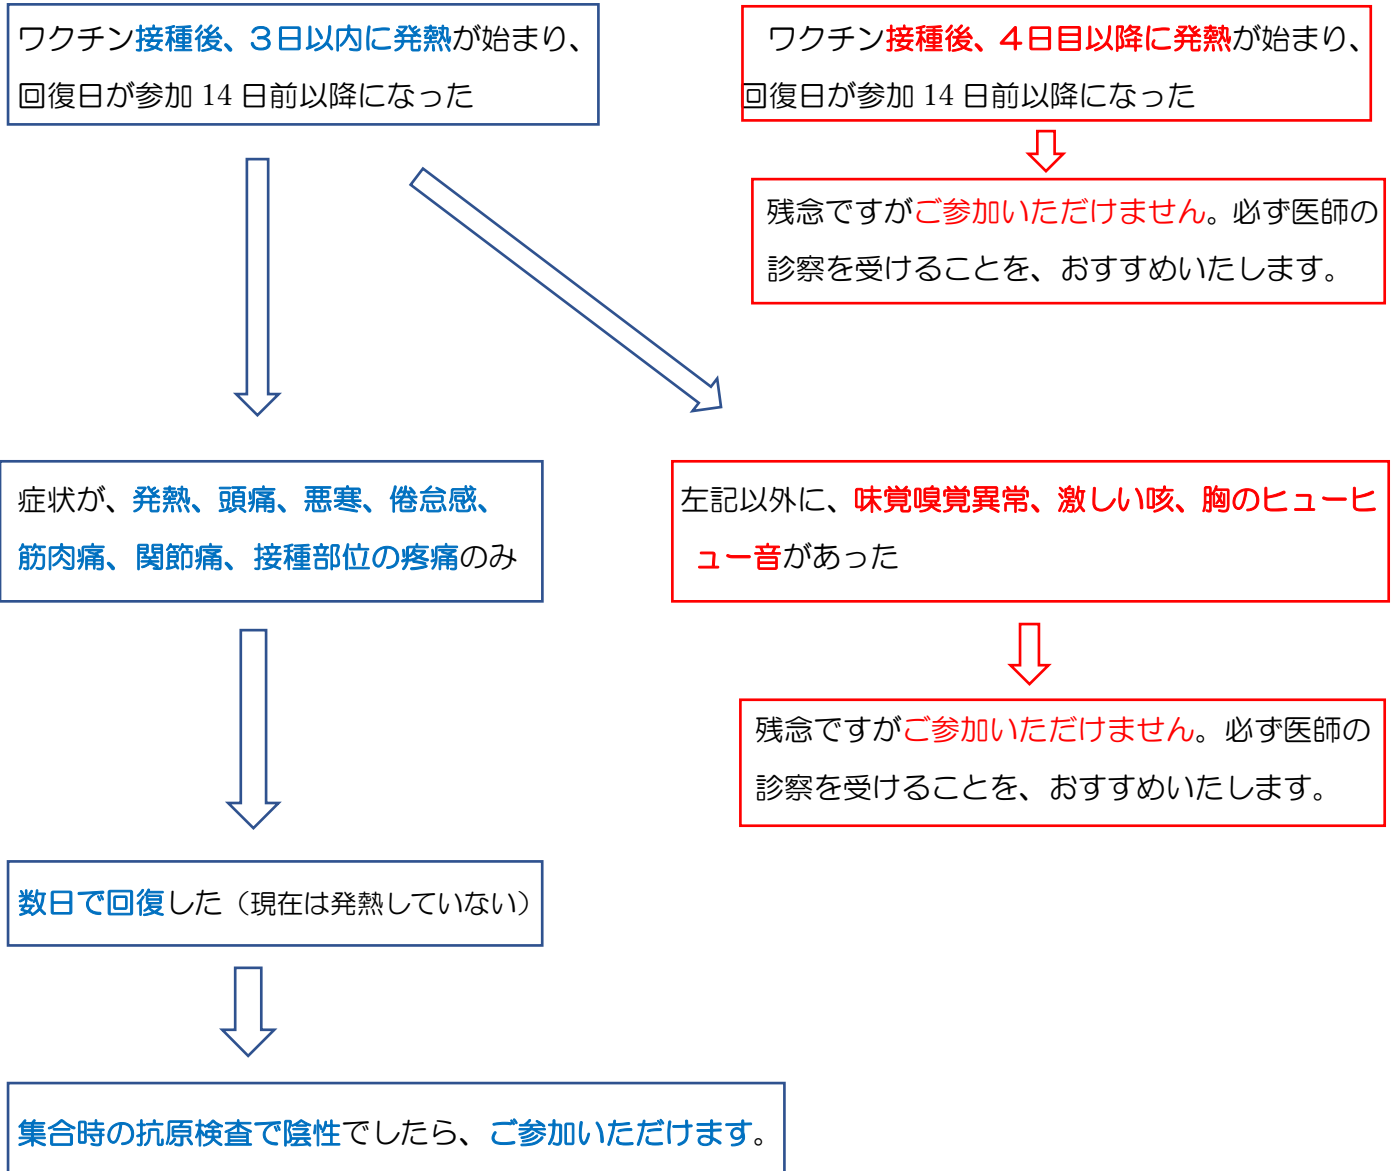 ワクチン接種後、３日以内に発熱が始まり、
回復日が参加 14 日前以降になった
ワクチン接種後、４日目以降に発熱が始まり、
回復日が参加 14 日前以降になった
残念ですがご参加いただけません。必ず医師の
診察を受けることを、おすすめいたします。
症状が、発熱、頭痛、悪寒、倦怠感、
筋肉痛、関節痛、接種部位の疼痛のみ
左記以外に、味覚嗅覚異常、激しい咳、胸のヒューヒ
ュー音があった
残念ですがご参加いただけません。必ず医師の
診察を受けることを、おすすめいたします。
数日で回復した（現在は発熱していない）
集合時の抗原検査で陰性でしたら、ご参加いただけます。